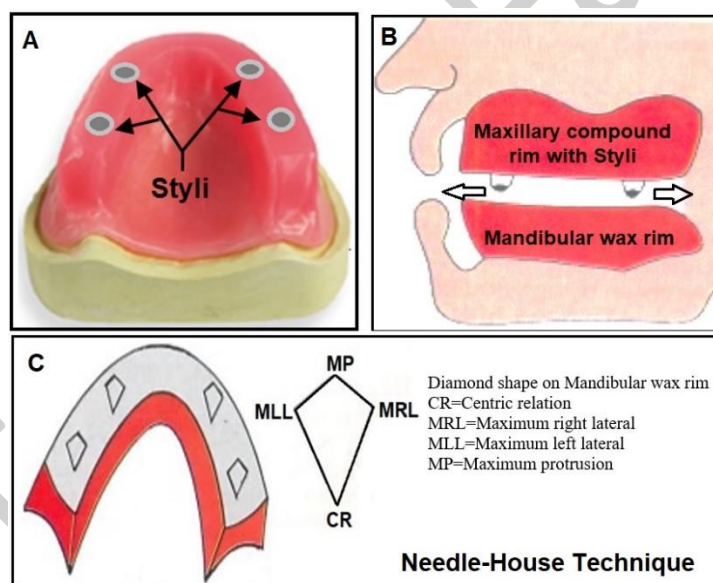 A
Styli
B
Maxillary compound
rim with Styli
Mandibular wax rim
C
MP
MLL
MRL
CR
Diamond shape on Mandibular wax rim
CR=Centric relation
MRL=Maximum right lateral
MLL=Maximum left lateral
MP=Maximum protrusion
Needle-House Technique